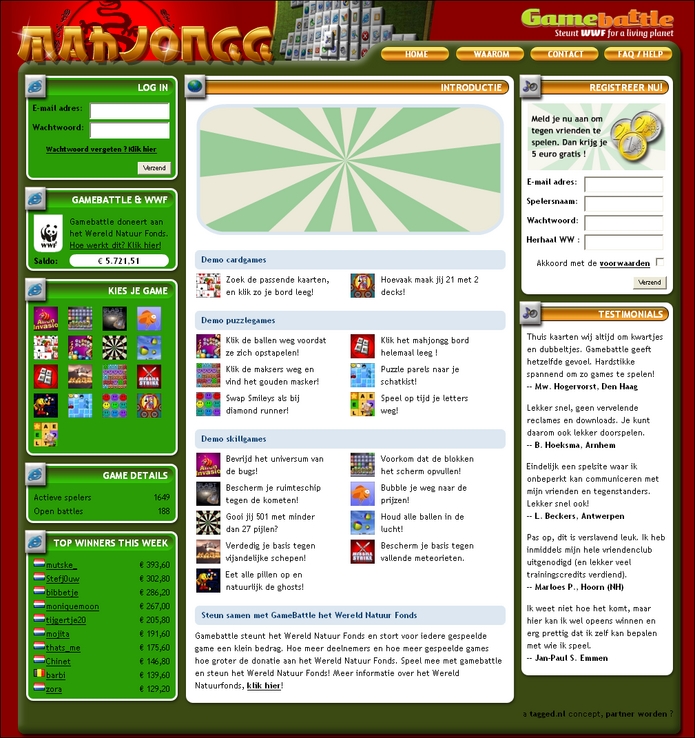 MAHJONGG
Gamebattle
Steunt WWF for a living planet
HOME
WAAROM
CONTACT
FAQ / HELP
LOG IN
E-mail adres:
Wachtwoord:
Wachtwoord vergeten ? Klik hier
Verzend
GAMEBATTLE & WWF
WWF
Gamebattle doneert aan
het Wereld Natuur Fonds.
Hoe werkt dit? Klik hier!
Saldo:
€ 5.721,51
KIES JE GAME
GAME DETAILS
Actieve spelers 1649
Open battles 188
TOP WINNERS THIS WEEK
mutske_ € 393,60
Stefj0uw € 302,80
bibbetje € 286,20
moniquemoon € 267,00
tijgertje20 € 205,80
mojita € 191,60
thats_me € 175,60
Chinet € 146,80
barbi € 139,60
zora € 129,20
INTRODUCTIE
Demo cardgames
Zoek de passende kaarten,
en klik zo je bord leeg!
Hoevaak maak jij 21 met 2
decks!
Demo puzzlegames
Klik de ballen weg voordat
ze zich opstapelen!
Klik het mahjongg bord
helemaal leeg !
Klik de maksers weg en
vind het gouden masker!
Puzzle parels naar je
schatkist!
Swap Smileys als bij
diamond runner!
Speel op tijd je letters
weg!
Demo skillgames
Bevrijd het universum van
de bugs!
Voorkom dat de blokken
het scherm opvullen!
Bescherm je ruimteschip
tegen de kometen!
Bubble je weg naar de
prijzen!
Gooi jij 501 met minder
dan 27 pijlen?
Houd alle ballen in de
lucht!
Verdedig je basis tegen
vijandelijke schepen!
Bescherm je basis tegen
vallende meteorieten.
Eet alle pillen op en
natuurlijk de ghosts!
Steun samen met GameBattle het Wereld Natuur Fonds
Gamebattle steunt het Wereld Natuur Fonds en stort voor iedere gespeelde
game een klein bedrag. Hoe meer deelnemers en hoe meer gespeelde games
hoe groter de donatie aan het Wereld Natuur Fonds. Speel mee met gamebattle
en steun het Wereld Natuur Fonds! Meer informatie over het Wereld
Natuurfonds, klik hier!
REGISTREER NU!
Meld je nu aan om
tegen vrienden te
spelen. Dan krijg je
5 euro gratis !
E-mail adres:
Spelersnaam:
Wachtwoord:
Herhaal WW :
Akkoord met de voorwaarden
Verzend
TESTIMONIALS
Thuis kaarten wij altijd om kwartjes
en dubbeltjes. Gamebattle geeft
hetzelfde gevoel. Hardstikke
spannend om zo games te spelen!
-- Mw. Hogervorst, Den Haag
Lekker snel, geen vervelende
reclames en downloads. Je kunt
daarom ook lekker doorspelen.
-- B. Hoeksma, Arnhem
Eindelijk een spelsite waar ik
onbeperkt kan communiceren met
mijn vrienden en tegenstanders.
Lekker snel ook!
-- L. Beckers, Antwerpen
Pas op, dit is verslavend leuk. Ik heb
inmiddels mijn hele vriendenclub
uitgenodigd (en lekker veel
trainingscredits verdiend).
-- Marloes P., Hoorn (NH)
Ik weet niet hoe het komt, maar
hier kan ik wel opeens winnen en
erg prettig dat ik zelf kan bepalen
met wie ik speel.
-- Jan-Paul S. Emmen
a tagged.nl concept, partner worden ?